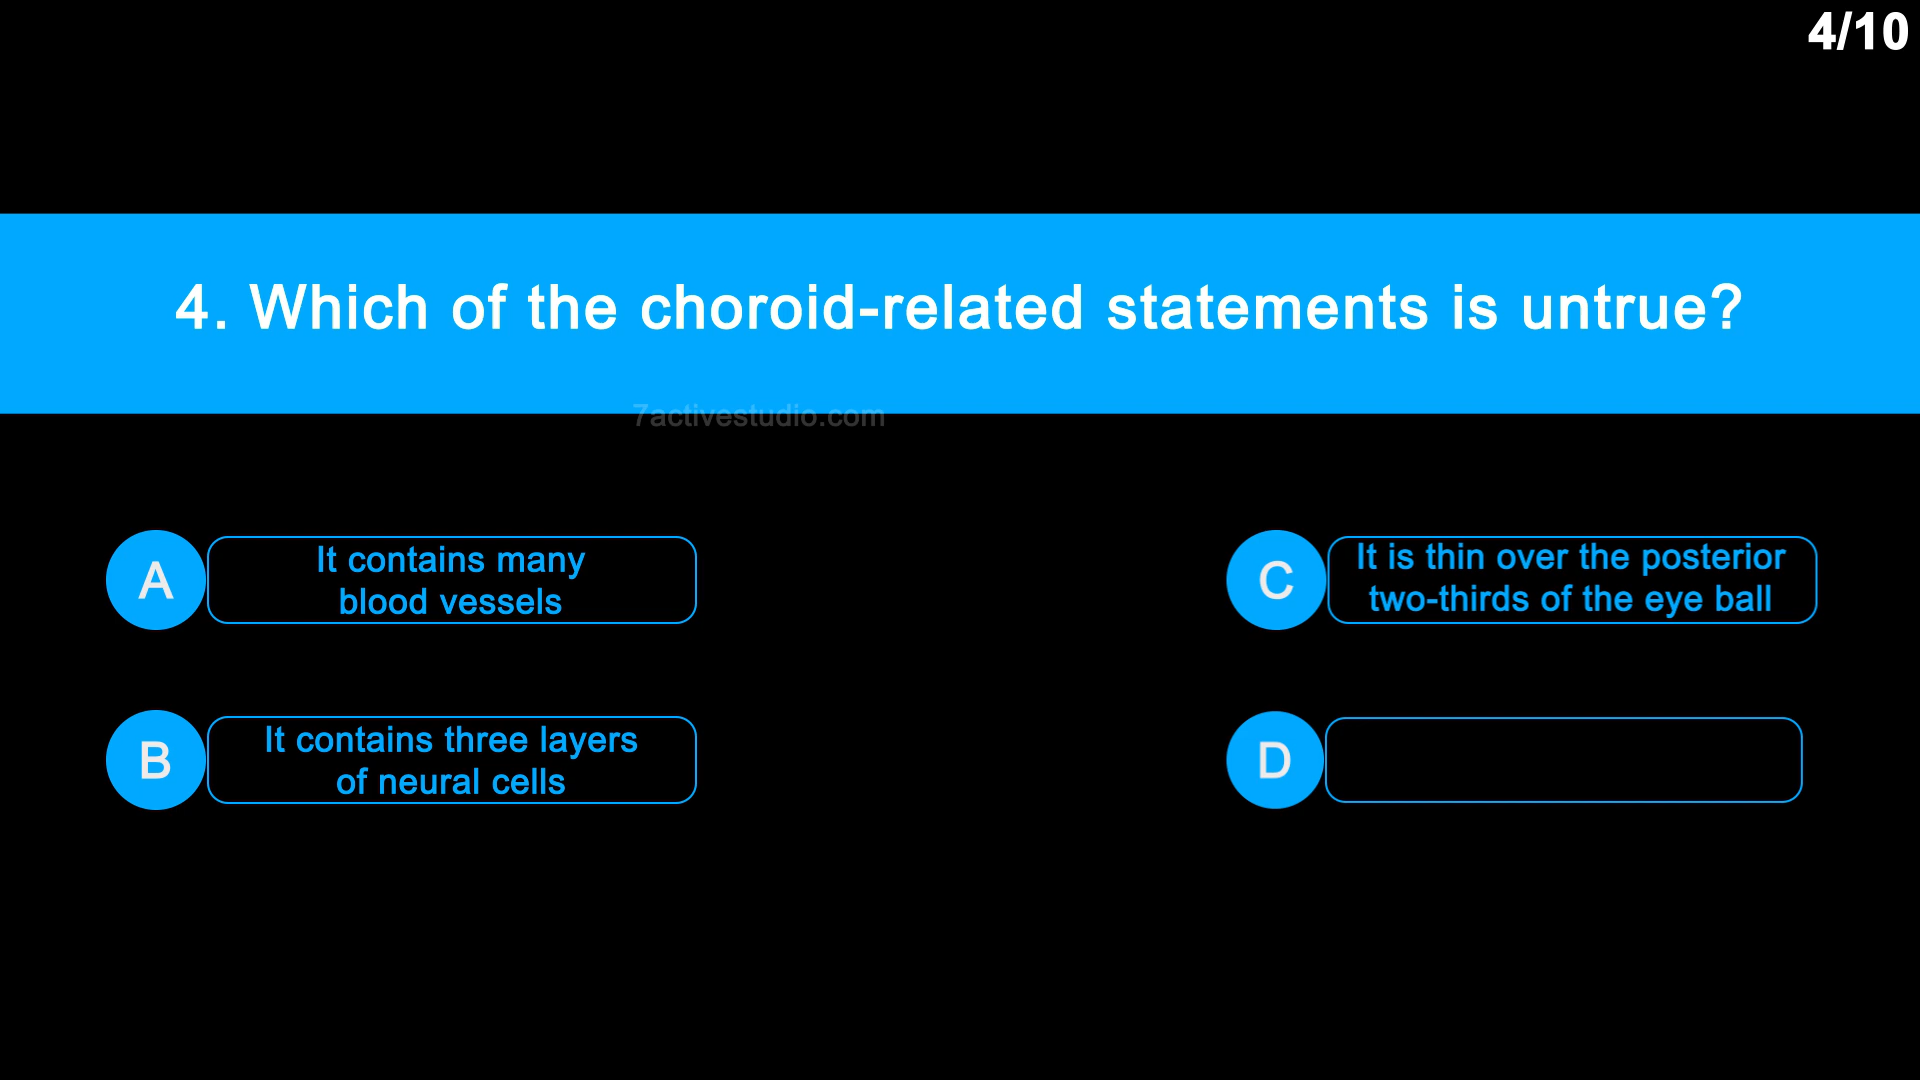 4/10
4. Which of the choroid-related statements is untrue?
7activestudio.com
A
It contains many
blood vessels
B
It contains three layers
of neural cells
C
It is thin over the posterior
two-thirds of the eye ball
D